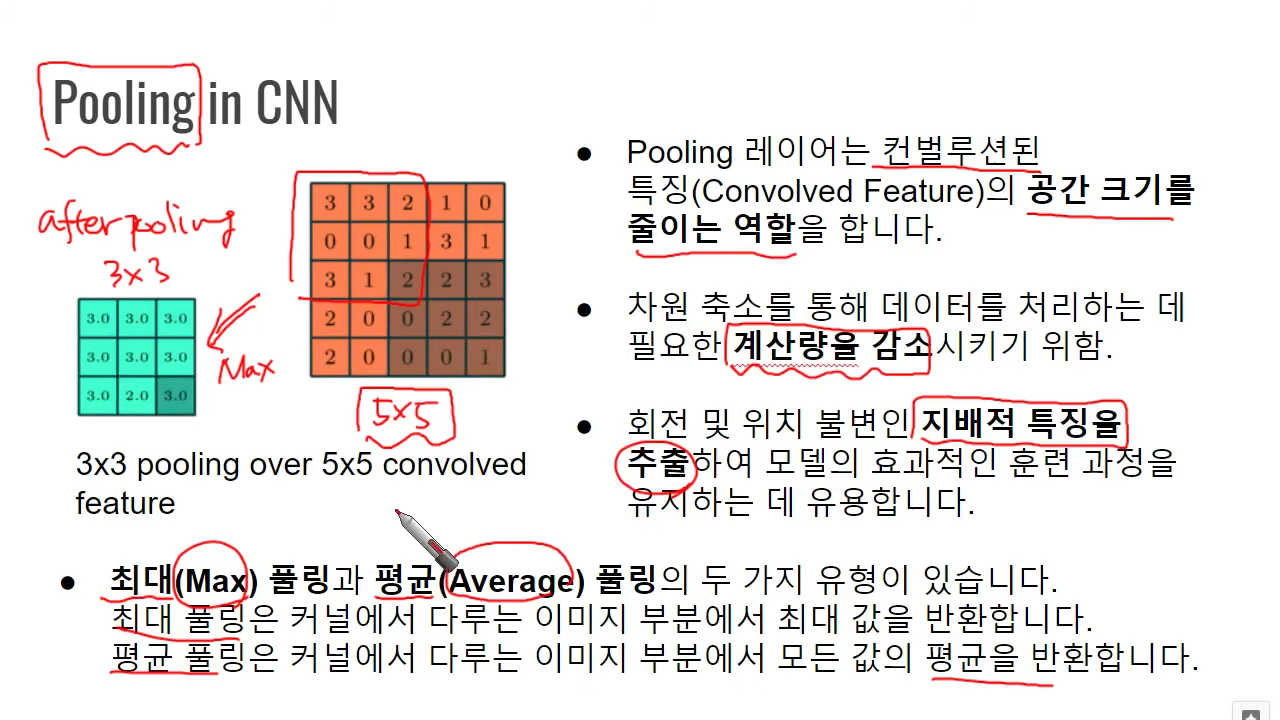 Pooling in CNN
after pooling
3x3
3.0 3.0 3.0
3.0 3.0 3.0
3.0 2.0 3.0
Max
3 3 2 1 0
0 0 1 3 1
3 1 2 2 3
2 0 0 2 2
2 0 0 0 1
5x5
3x3 pooling over 5x5 convolved
feature
Pooling 레이어는 컨벌루션된
특징(Convolved Feature)의 공간 크기를
줄이는 역할을 합니다.
차원 축소를 통해 데이터를 처리하는 데
필요한 계산량을 감소시키기 위함.
회전 및 위치 불변인 지배적 특징을
추출하여 모델의 효과적인 훈련 과정을
유지하는 데 유용합니다.
최대(Max) 풀링과 평균(Average) 풀링의 두 가지 유형이 있습니다.
최대 풀링은 커널에서 다루는 이미지 부분에서 최대 값을 반환합니다.
평균 풀링은 커널에서 다루는 이미지 부분에서 모든 값의 평균을 반환합니다.